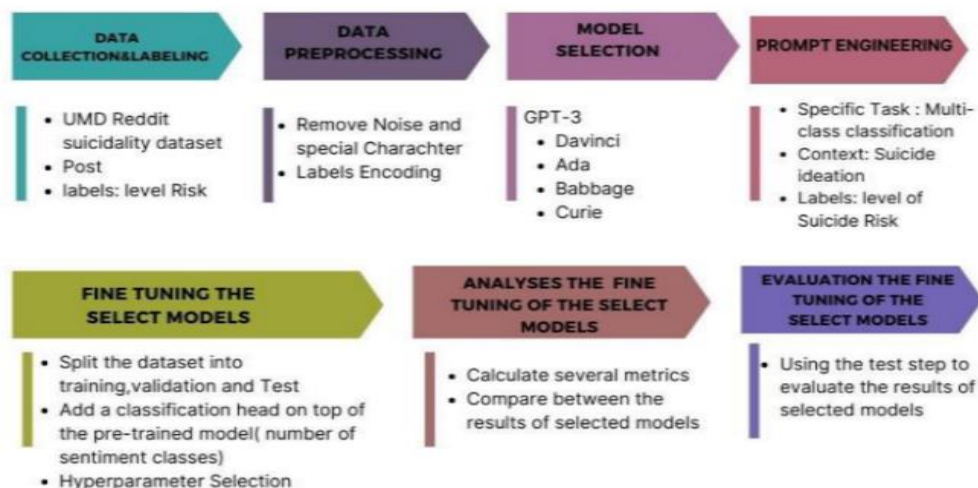 DATA
COLLECTION&LABELING
• UMD Reddit
suicidality dataset
• Post
• labels: level Risk
DATA
PREPROCESSING
• Remove Noise and
special Charachter
• Labels Encoding
MODEL
SELECTION
GPT-3
• Davinci
• Ada
• Babbage
• Curie
PROMPT ENGINEERING
• Specific Task : Multi-
class classification
• Context: Suicide
ideation
• Labels: level of
Suicide Risk
FINE TUNING THE
SELECT MODELS
• Split the dataset into
training,validation and Test
• Add a classification head on top of
the pre-trained model( number of
sentiment classes)
• Hyperparameter Selection
ANALYSES THE FINE
TUNING OF THE SELECT
MODELS
• Calculate several metrics
• Compare between the
results of selected models
EVALUATION THE FINE
TUNING OF THE
SELECT MODELS
• Using the test step to
evaluate the results of
selected models